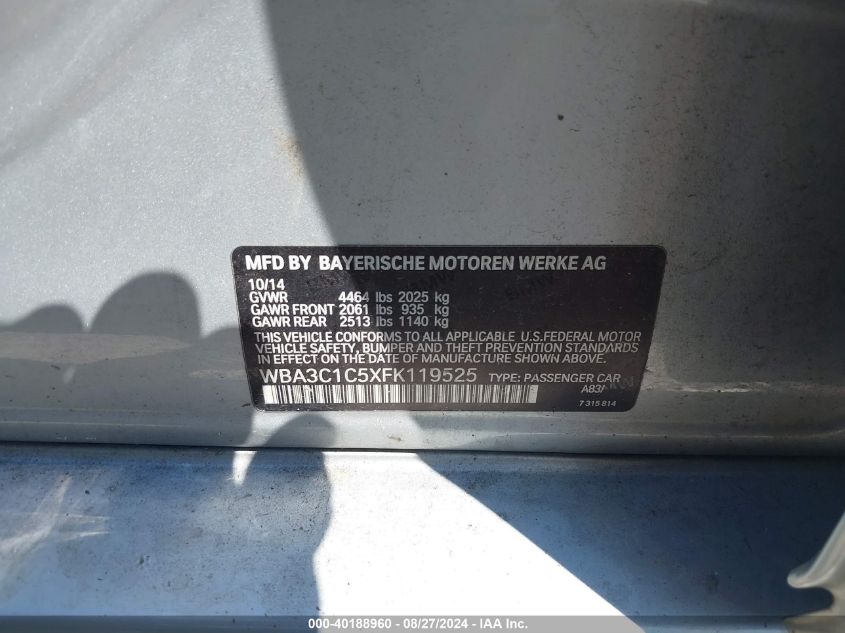 MFD BY BAYERISCHE MOTOREN WERKE AG
10/14
GVWR 4464 lbs 2025 kg
GAWR FRONT 2061 lbs 935 kg
GAWR REAR 2513 lbs 1140 kg
THIS VEHICLE CONFORMS TO ALL APPLICABLE U.S.FEDERAL MOTOR
VEHICLE SAFETY, BUMPER AND THEFT PREVENTION STANDARDS
IN EFFECT ON THE DATE OF MANUFACTURE SHOWN ABOVE.
WBA3C1C5XFK119525 TYPE: PASSENGER CAR
A83/
7 315 814
000-40188960 - 08/27/2024 - IAA Inc.